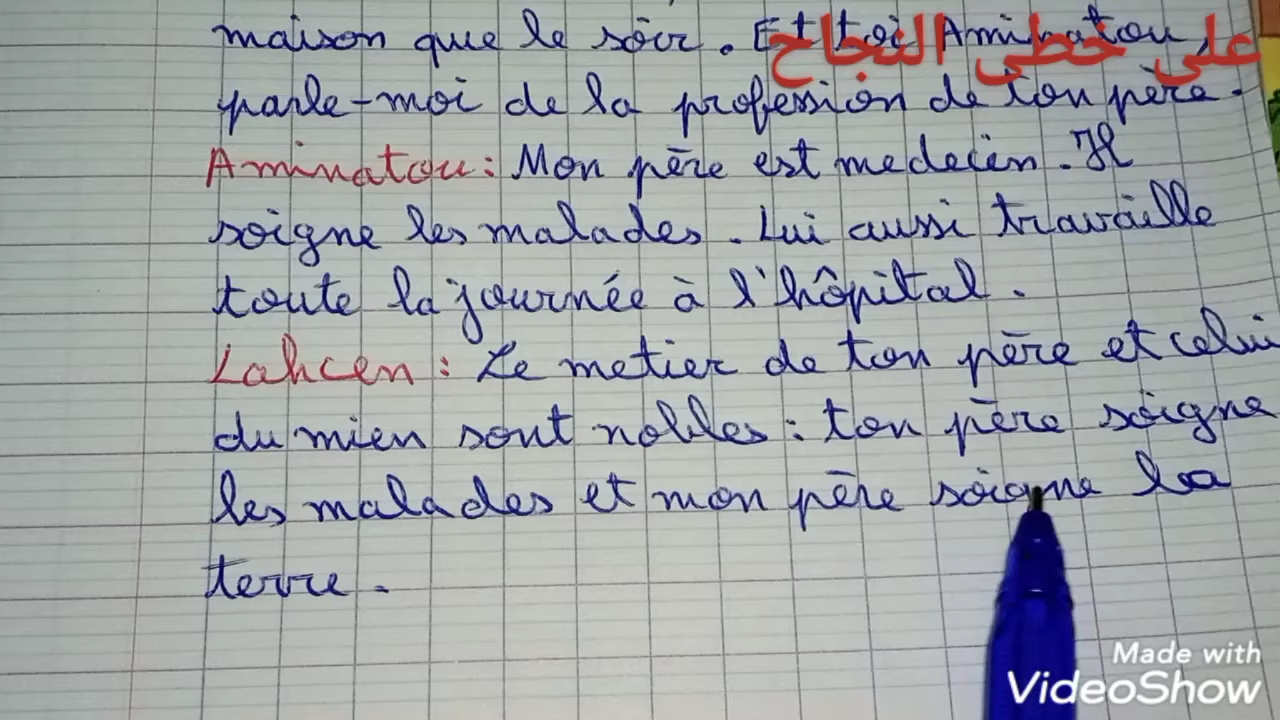 maison que le soir. Et toi Aminatou,
على خطى النجاح
parle-moi de la profession de ton père.
Aminatou: Mon père est medecin. Il
soigne les malades. Lui aussi travaille
toute la journée à l'hôpital.
Lahcen: Le metier de ton père et celui
du mien sont nobles: ton père soigne
les malades et mon père soigne la
terre.
Made with
VideoShow